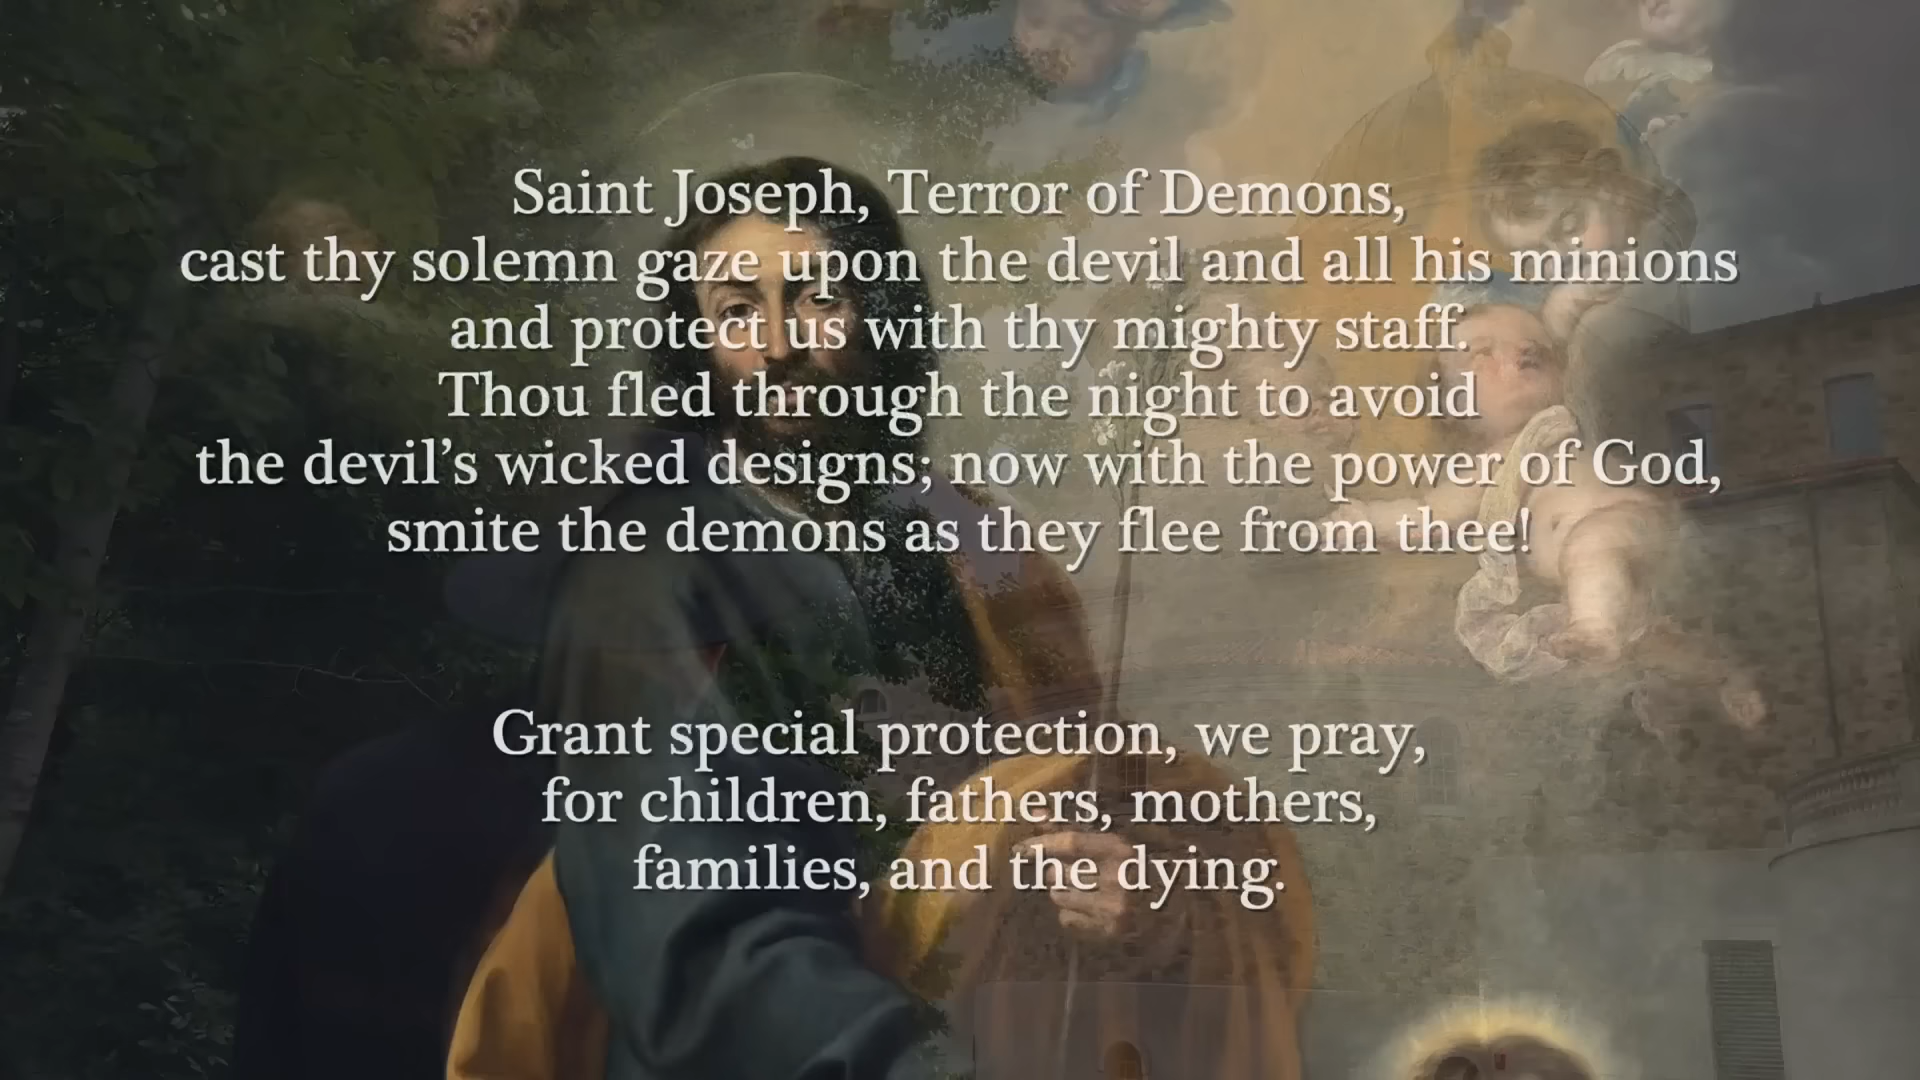 Saint Joseph, Terror of Demons,
cast thy solemn gaze upon the devil and all his minions
and protect us with thy mighty staff.
Thou fled through the night to avoid
the devil’s wicked designs; now with the power of God,
smite the demons as they flee from thee!
Grant special protection, we pray,
for children, fathers, mothers,
families, and the dying.